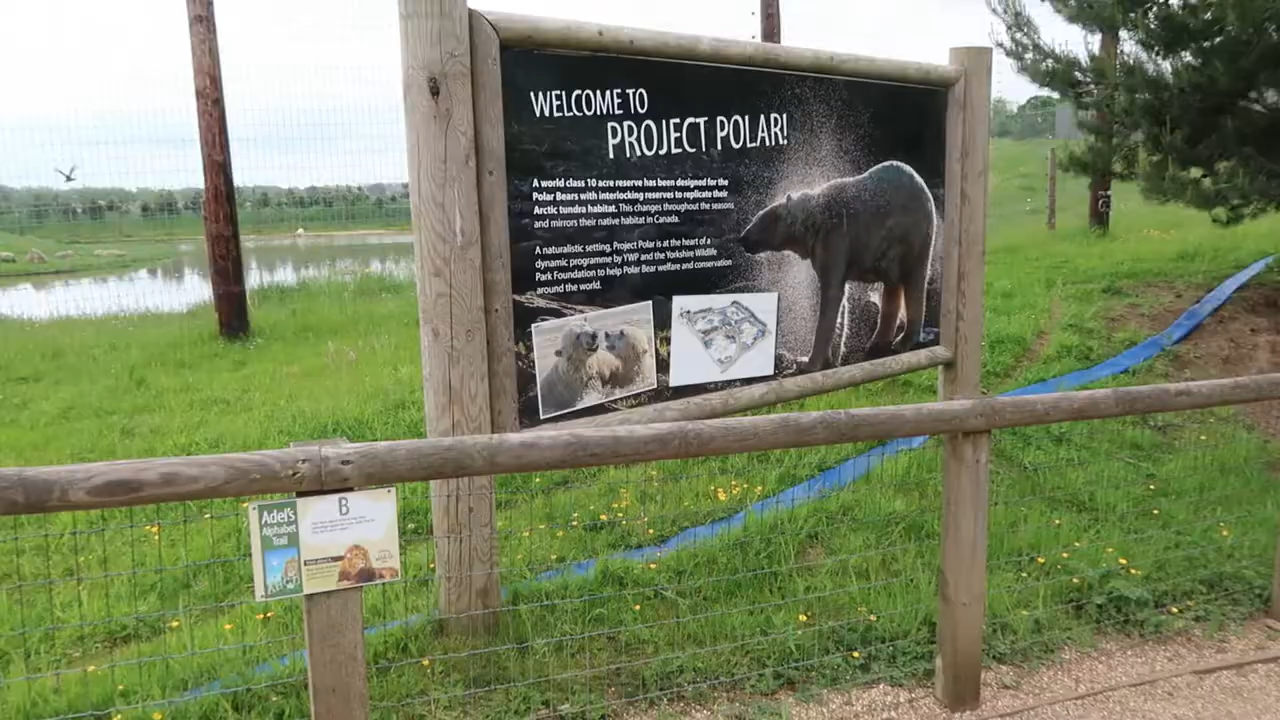 WELCOME TO
PROJECT POLAR!
A world class 10 acre reserve has been designed for the
Polar Bears with interlocking reserves to replicate their
Arctic tundra habitat. This changes throughout the seasons
and mirrors their native habitat in Canada.
A naturalistic setting, Project Polar is at the heart of a
dynamic programme by YWP and the Yorkshire Wildlife
Park Foundation to help Polar Bear welfare and conservation
around the world.
Adel's
Alphabet
Trail
B